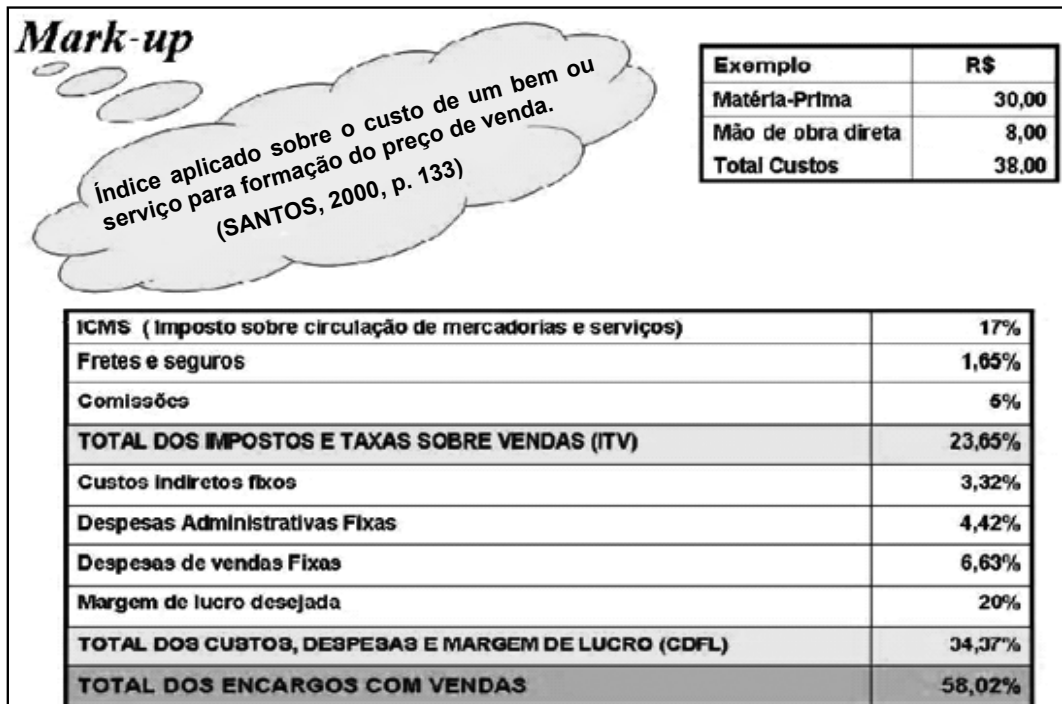 Mark-up
Índice aplicado sobre o custo de um bem ou
serviço para formação do preço de venda.
(SANTOS, 2000, p. 133)
Exemplo R$
Matéria-Prima 30,00
Mão de obra direta 8,00
Total Custos 38,00
ICMS ( Imposto sobre circulação de mercadorias e serviços) 17%
Fretes e seguros 1,65%
Comissões 5%
TOTAL DOS IMPOSTOS E TAXAS SOBRE VENDAS (ITV) 23,65%
Custos indiretos fixos 3,32%
Despesas Administrativas Fixas 4,42%
Despesas de vendas Fixas 6,63%
Margem de lucro desejada 20%
TOTAL DOS CUSTOS, DESPESAS E MARGEM DE LUCRO (CDFL) 34,37%
TOTAL DOS ENCARGOS COM VENDAS 58,02%